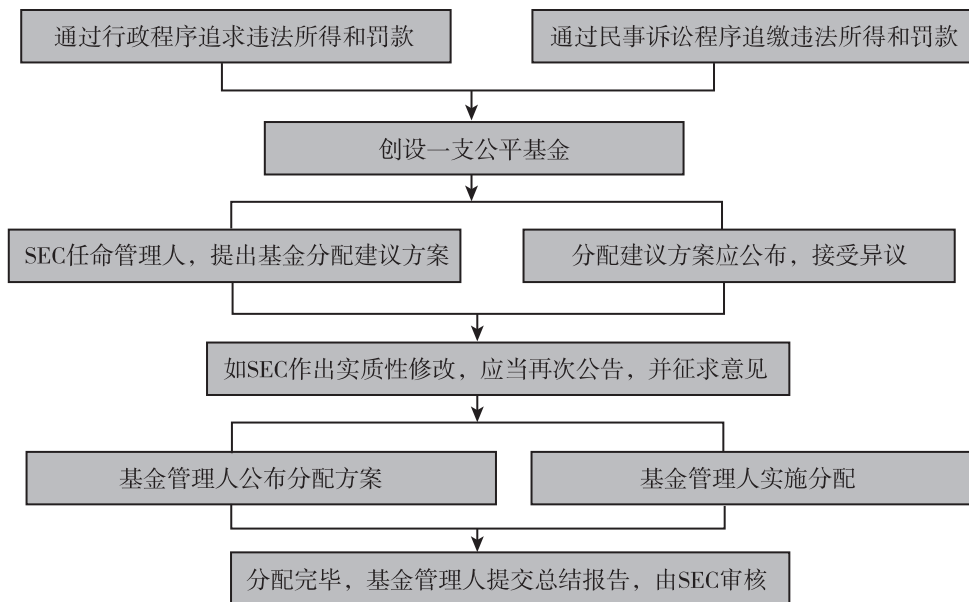 通过行政程序追求违法所得和罚款
通过民事诉讼程序追缴违法所得和罚款
创设一支公平基金
SEC任命管理人，提出基金分配建议方案
分配建议方案应公布，接受异议
如SEC作出实质性修改，应当再次公告，并征求意见
基金管理人公布分配方案
基金管理人实施分配
分配完毕，基金管理人提交总结报告，由SEC审核